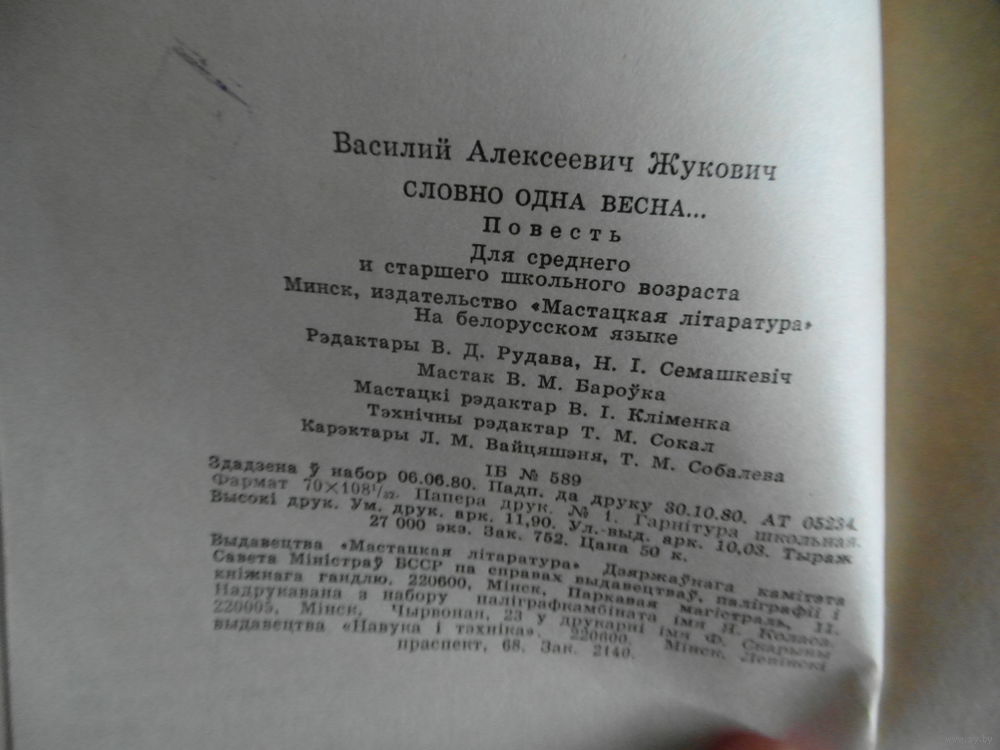 Василий Алексеевич Жукович
СЛОВНО ОДНА ВЕСНА...
Повесть
Для среднего
и старшего школьного возраста
Минск, издательство «Мастацкая літаратура»
На белорусском языке
Рэдактары В. Д. Рудава, Н. І. Семашкевіч
Мастак В. М. Бароўка
Мастацкі рэдактар В. І. Кліменка
Тэхнічны рэдактар Т. М. Сокал
Карэктары Л. М. Вайцяшэня, Т. М. Собалева
ІБ № 589
Здадзена ў набор 06.06.80. Падп. да друку 30.10.80. АТ 05234.
Фармат 70×108 1/32. Папера друк. № 1. Гарнітура школьная.
Высокі друк. Ум. друк. арк. 11,90. Ул.-выд. арк. 10,03. Тыраж
27 000 экз. Зак. 752. Цана 50 к.
Выдавецтва «Мастацкая літаратура» Дзяржаўнага камітэта
Савета Міністраў БССР па справах выдавецтваў, паліграфіі і
кніжнага гандлю. 220600, Мінск, Паркавая магістраль, 11.
Надрукавана з набору паліграфкамбіната імя Я. Коласа.
220005, Мінск, Чырвоная, 23 у друкарні імя Ф. Скарыны
выдавецтва «Навука і тэхніка». 220600. Мінск, Ленінскі
праспект, 68. Зак. 2140.